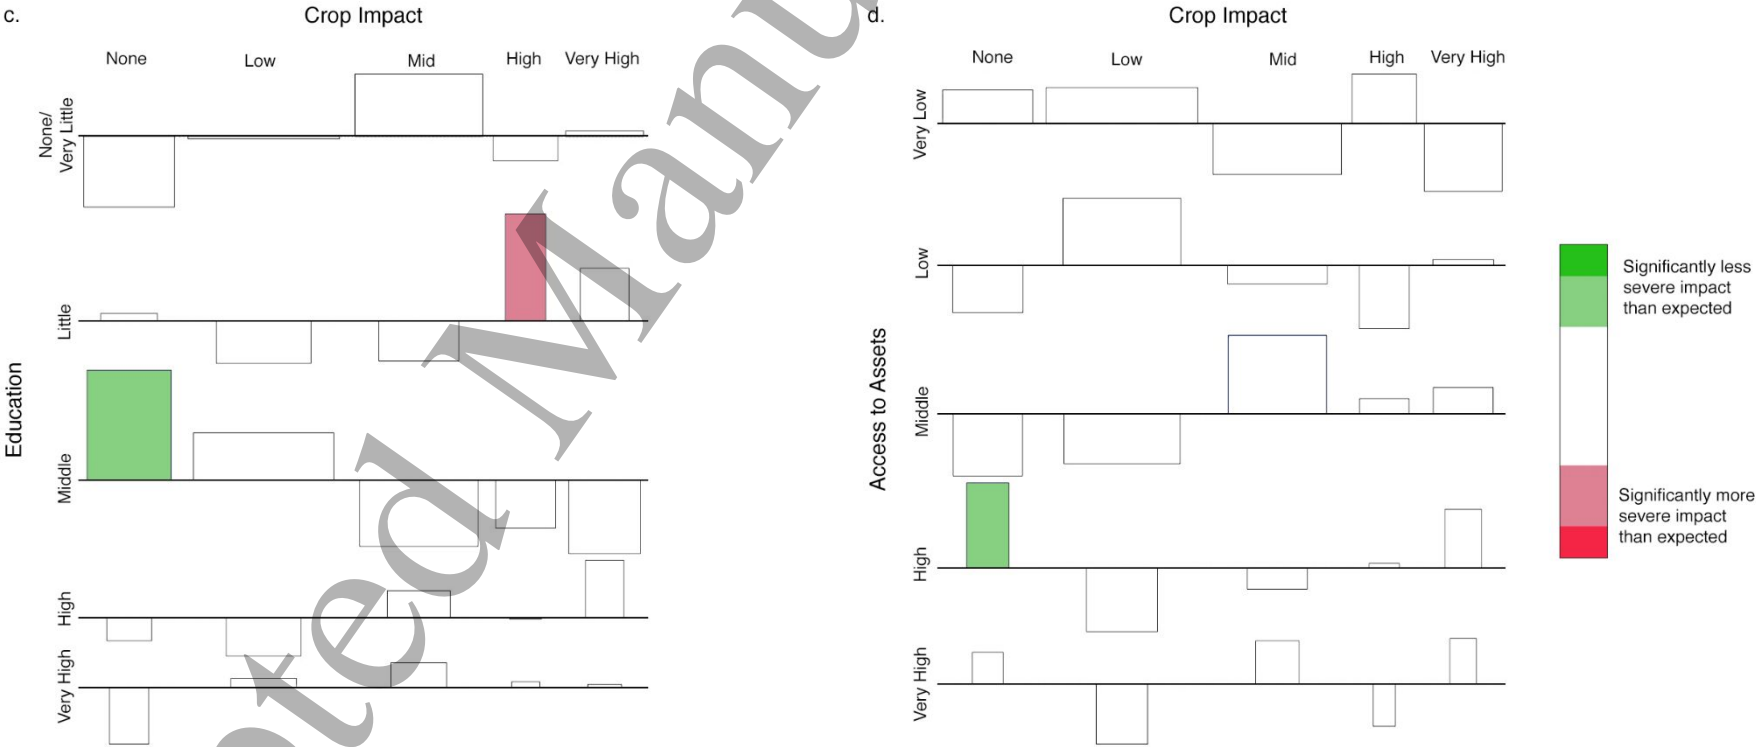 c.
Crop Impact
None Low Mid High Very High
None/
Very Little
Little
Middle
High
Very High
Education
d.
Crop Impact
None Low Mid High Very High
Very Low
Low
Middle
High
Very High
Access to Assets
Significantly less
severe impact
than expected
Significantly more
severe impact
than expected
pted Manu